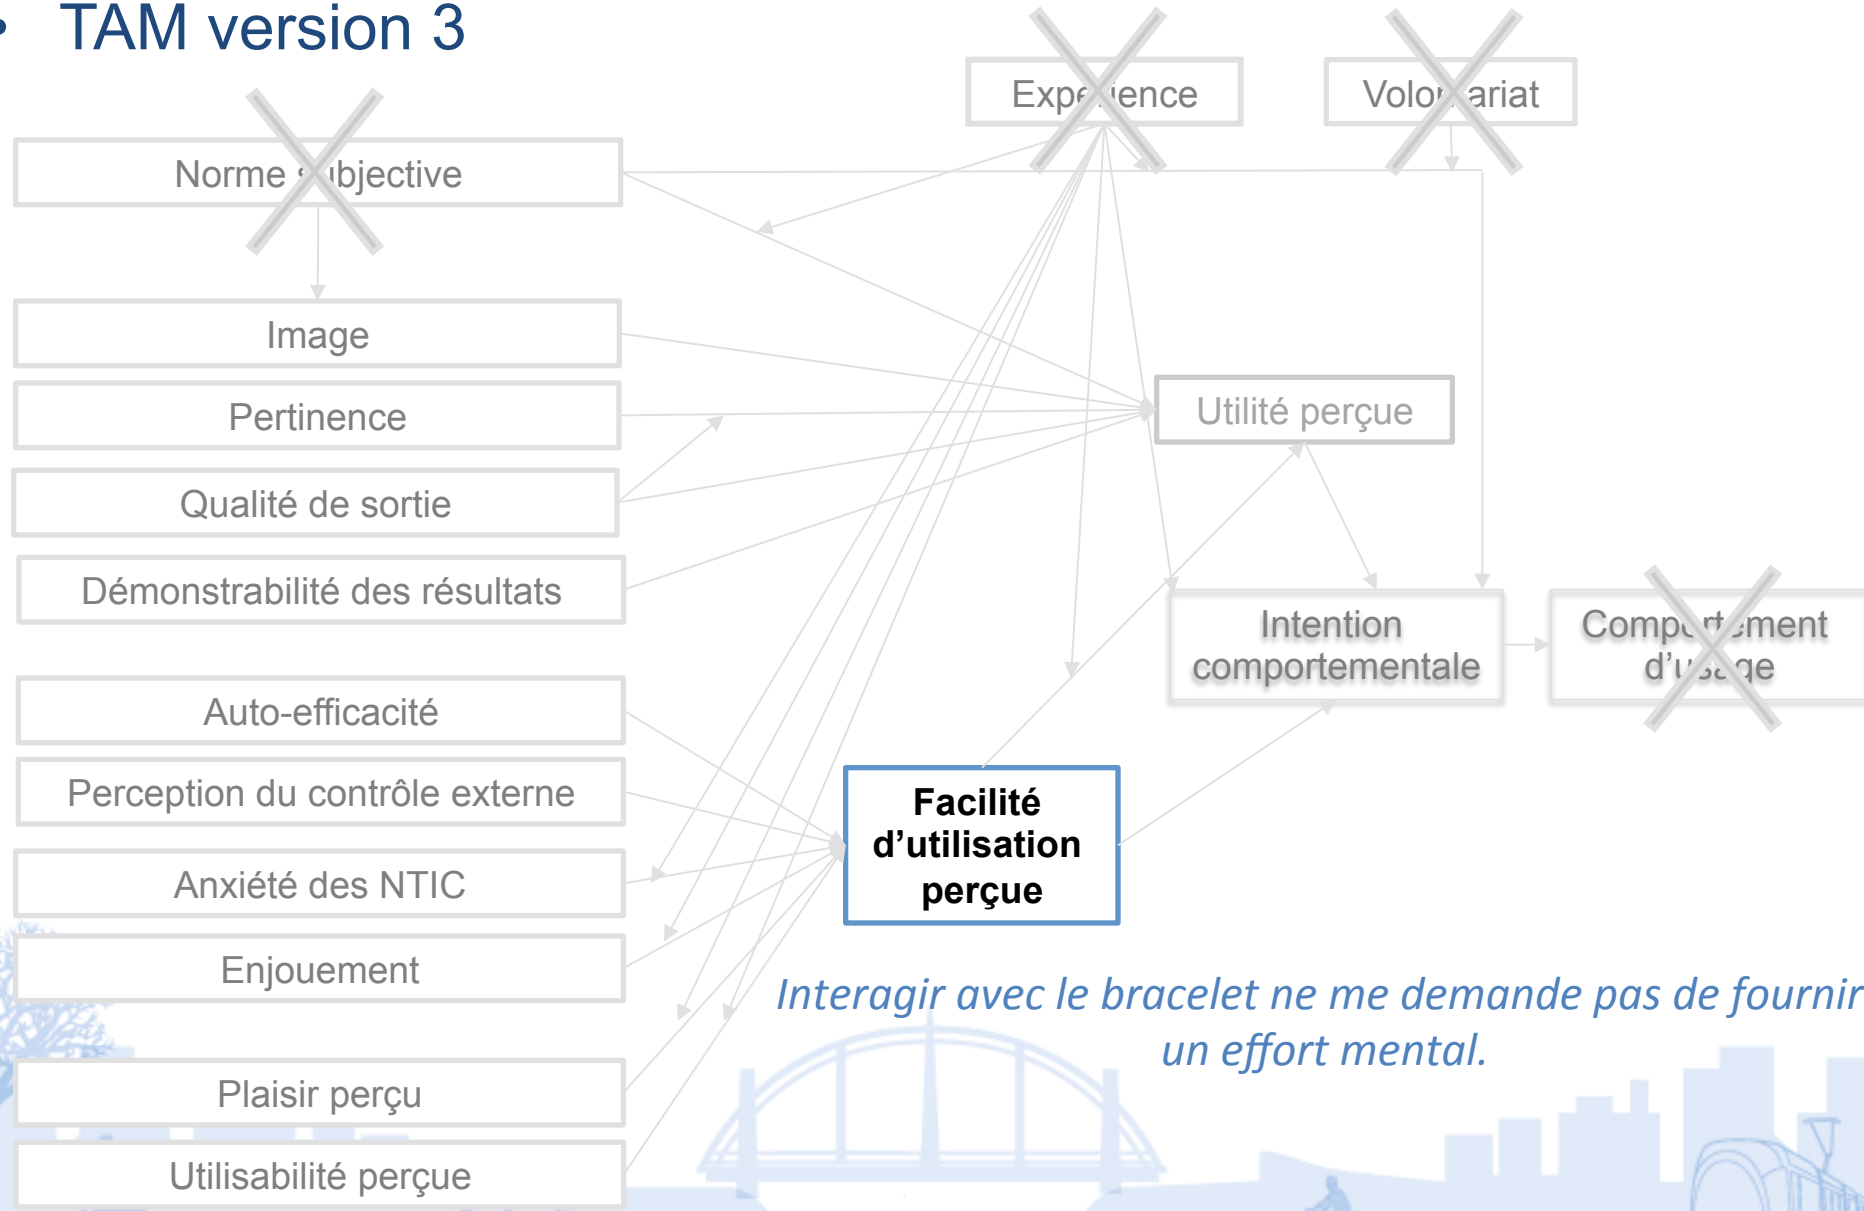 • TAM version 3
Expérience
Volontariat
Norme subjective
Image
Pertinence
Utilité perçue
Qualité de sortie
Démonstrabilité des résultats
Intention
comportementale
Comportement
d’usage
Auto-efficacité
Perception du contrôle externe
Facilité
d’utilisation
perçue
Anxiété des NTIC
Enjouement
Interagir avec le bracelet ne me demande pas de fournir
un effort mental.
Plaisir perçu
Utilisabilité perçue